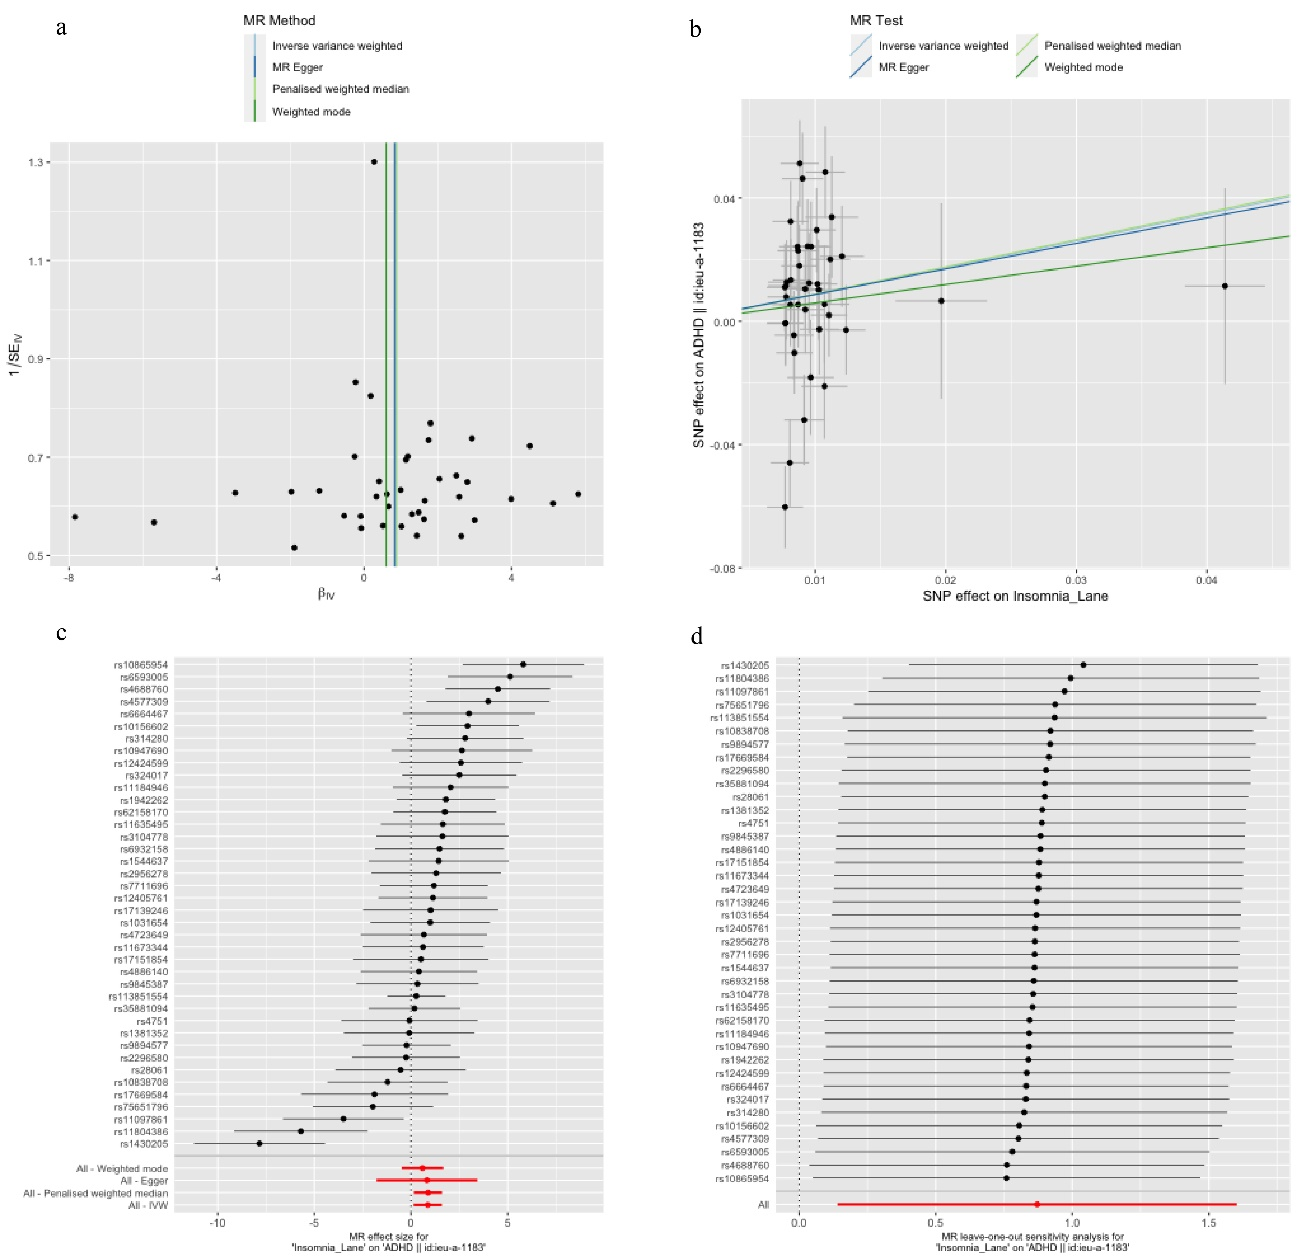 a
MR Method
Inverse variance weighted
MR Egger
Penalised weighted median
Weighted mode
1.3
1.1
0.9
0.7
0.5
1/SE_IV
-8
-4
0
4
β_IV
b
MR Test
Inverse variance weighted
Penalised weighted median
MR Egger
Weighted mode
0.04
0.00
-0.04
-0.08
SNP effect on ADHD || id:ieu-a-1183
0.01
0.02
0.03
0.04
SNP effect on Insomnia_Lane
c
rs10865954
rs6593005
rs4688760
rs4577309
rs6664467
rs10156602
rs314280
rs10947690
rs12424599
rs324017
rs11184946
rs1942262
rs62158170
rs11635495
rs3104778
rs6932158
rs1544637
rs2956278
rs7711696
rs12405761
rs17139246
rs1031654
rs4723649
rs11673344
rs17151854
rs4886140
rs9845387
rs113851554
rs35881094
rs4751
rs1381352
rs9894577
rs2296580
rs28061
rs10838708
rs17669584
rs75651796
rs11097861
rs11804386
rs1430205
All - Weighted mode
All - Egger
All - Penalised weighted median
All - IVW
-10
-5
0
5
MR effect size for
'Insomnia_Lane' on 'ADHD || id:ieu-a-1183'
d
rs1430205
rs11804386
rs11097861
rs75651796
rs113851554
rs10838708
rs9894577
rs17669584
rs2296580
rs35881094
rs28061
rs1381352
rs4751
rs9845387
rs4886140
rs17151854
rs11673344
rs4723649
rs17139246
rs1031654
rs12405761
rs2956278
rs7711696
rs1544637
rs6932158
rs3104778
rs11635495
rs62158170
rs11184946
rs10947690
rs1942262
rs12424599
rs6664467
rs324017
rs314280
rs10156602
rs4577309
rs6593005
rs4688760
rs10865954
All
0.0
0.5
1.0
1.5
MR leave-one-out sensitivity analysis for
'Insomnia_Lane' on 'ADHD || id:ieu-a-1183'